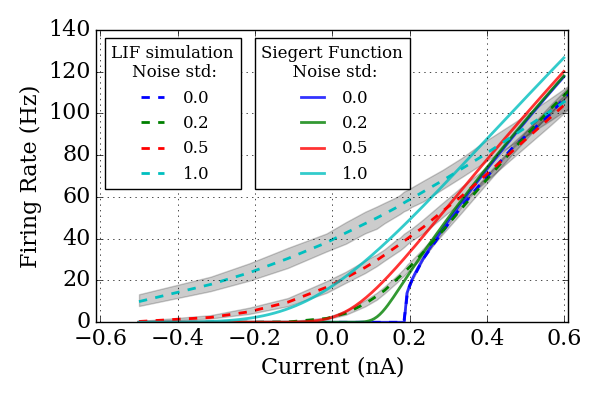 140
120
100
80
60
40
20
0
Firing Rate (Hz)
LIF simulation
Noise std:
0.0
0.2
0.5
1.0
Siegert Function
Noise std:
0.0
0.2
0.5
1.0
−0.6 −0.4 −0.2 0.0 0.2 0.4 0.6
Current (nA)